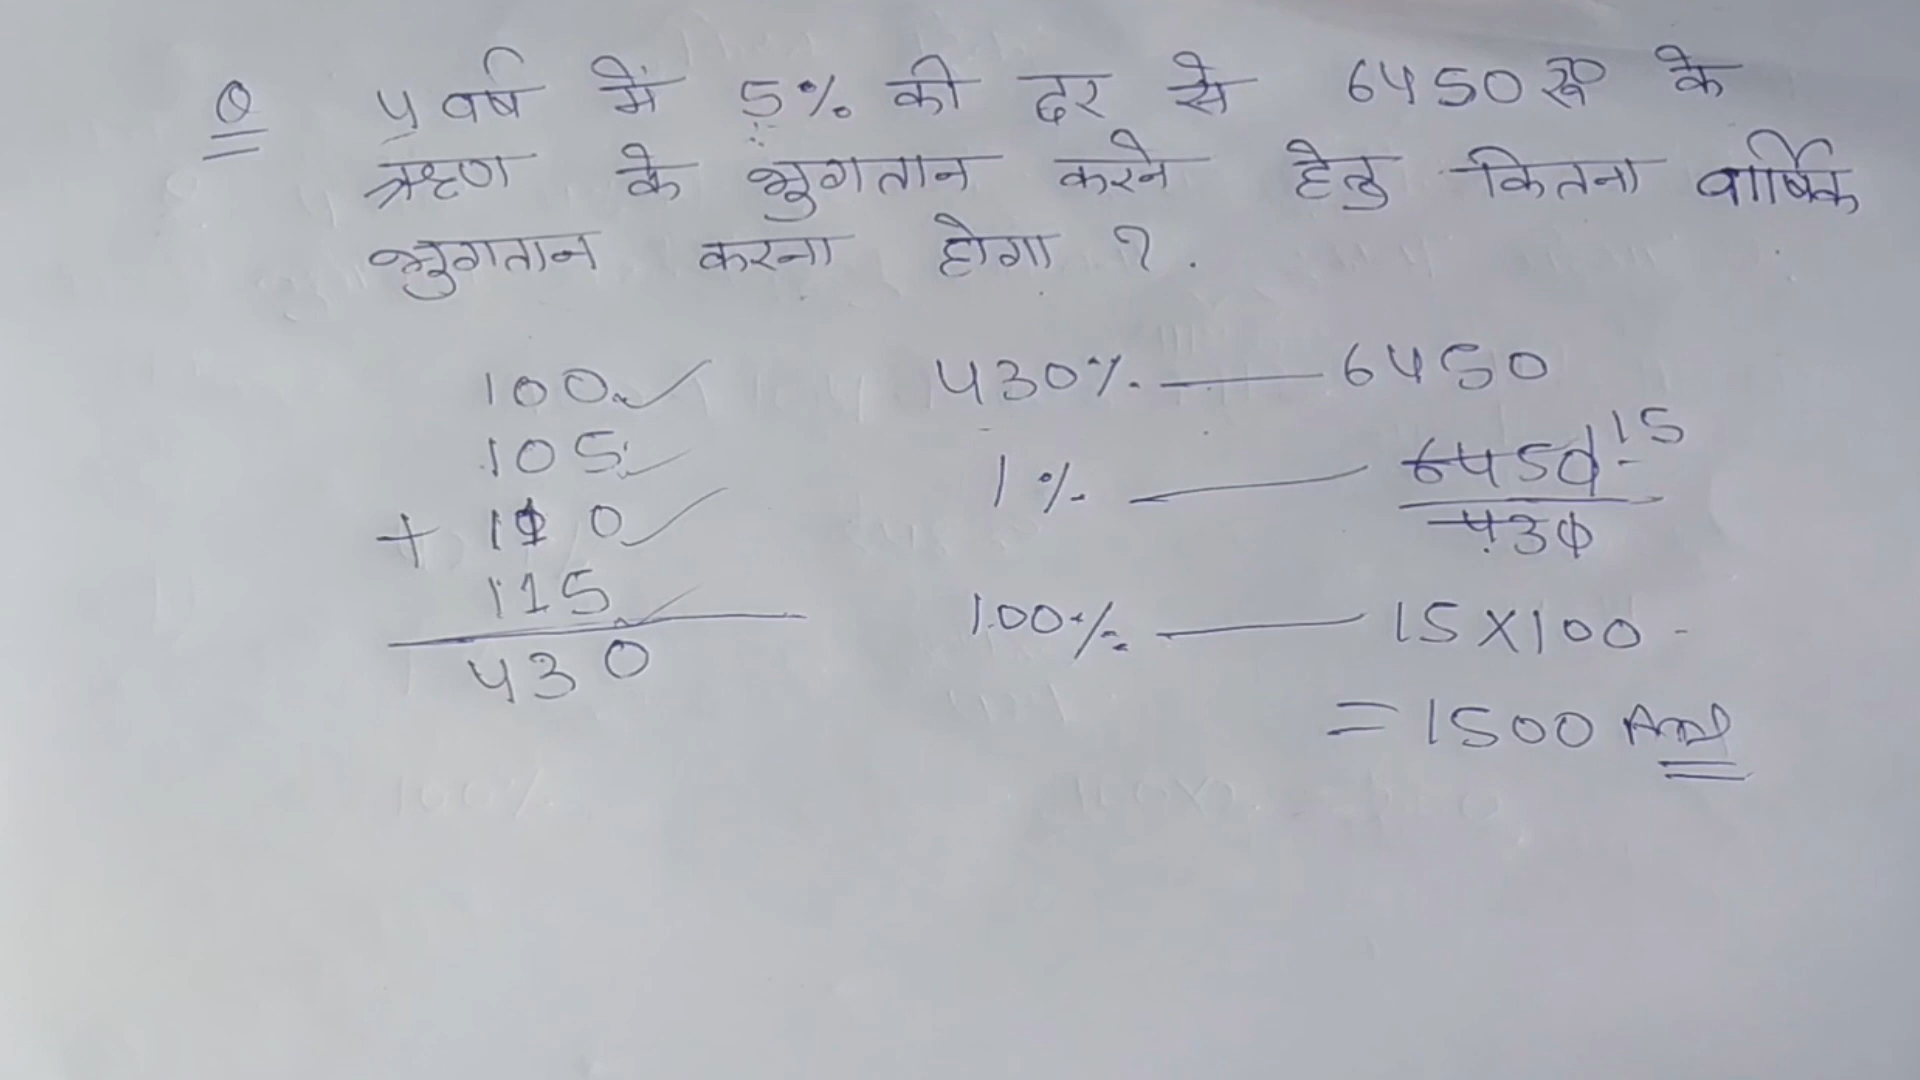 Q 4 वर्ष में 5% की दर से 6450 रू० के
ऋण के भुगतान करने हेतु कितना वार्षिक
भुगतान करना होगा ?.
100
105
+ 110
115
430
430% — 6450
1% — 6450 15
430
100% — 15 X 100
= 1500 Ans